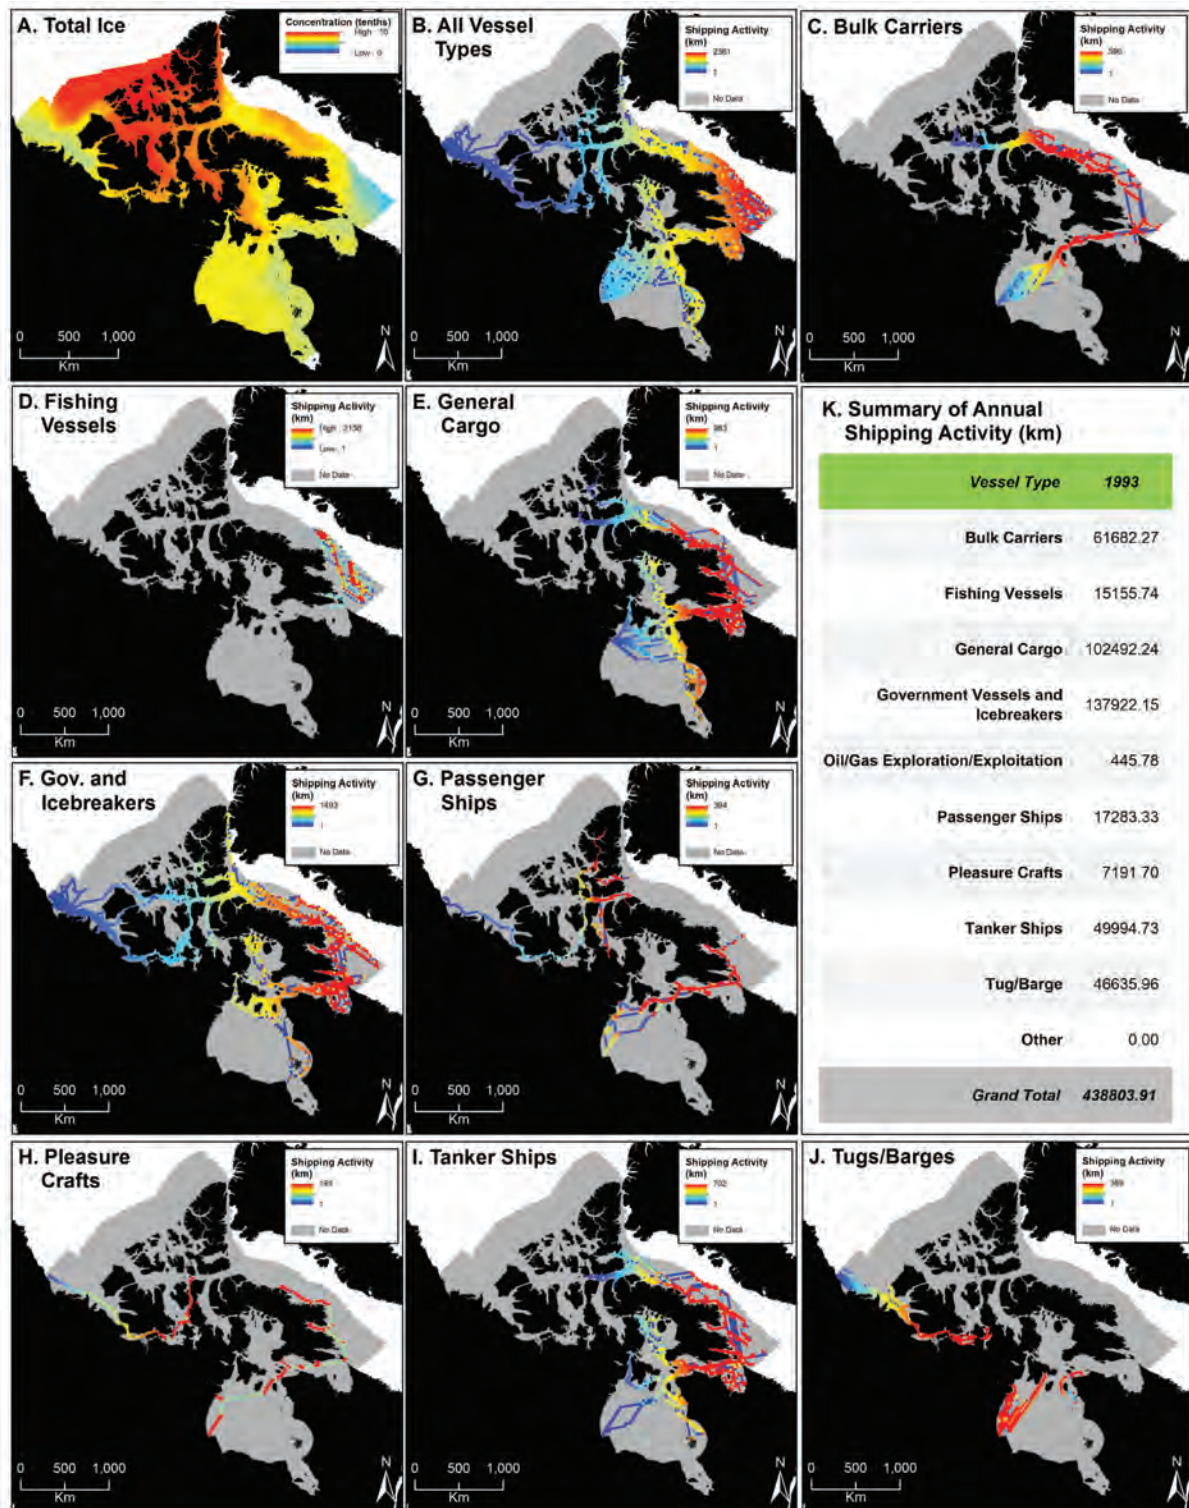 A. Total Ice
Concentration (tenths)
High : 10
Low : 0
0 500 1,000
Km
N
B. All Vessel
Types
Shipping Activity
(km)
2361
1
No Data
0 500 1,000
Km
N
C. Bulk Carriers
Shipping Activity
(km)
1
No Data
0 500 1,000
Km
N
D. Fishing
Vessels
Shipping Activity
(km)
High : 2136
Low : 1
No Data
0 500 1,000
Km
N
E. General
Cargo
Shipping Activity
(km)
983
1
No Data
0 500 1,000
Km
N
K. Summary of Annual
Shipping Activity (km)
Vessel Type 1993
Bulk Carriers 61682.27
Fishing Vessels 15155.74
General Cargo 102492.24
Government Vessels and
Icebreakers 137922.15
Oil/Gas Exploration/Exploitation 445.78
Passenger Ships 17283.33
Pleasure Crafts 7191.70
Tanker Ships 49994.73
Tug/Barge 46635.96
Other 0.00
Grand Total 438803.91
F. Gov. and
Icebreakers
Shipping Activity
(km)
1493
1
No Data
0 500 1,000
Km
N
G. Passenger
Ships
Shipping Activity
(km)
394
1
No Data
0 500 1,000
Km
N
H. Pleasure
Crafts
Shipping Activity
(km)
1
No Data
0 500 1,000
Km
N
I. Tanker Ships
Shipping Activity
(km)
702
1
No Data
0 500 1,000
Km
N
J. Tugs/Barges
Shipping Activity
(km)
1
No Data
0 500 1,000
Km
N